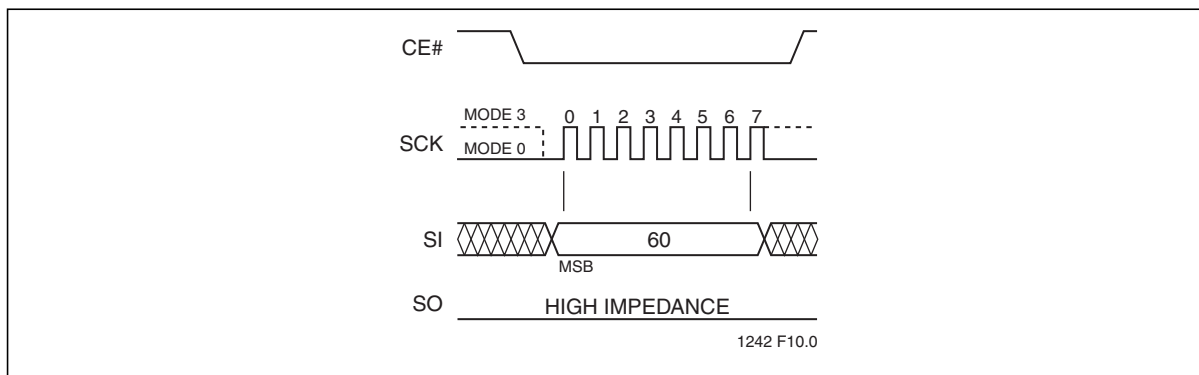 CE#
MODE 3
0 1 2 3 4 5 6 7
SCK
MODE 0
SI
60
MSB
SO
HIGH IMPEDANCE
1242 F10.0